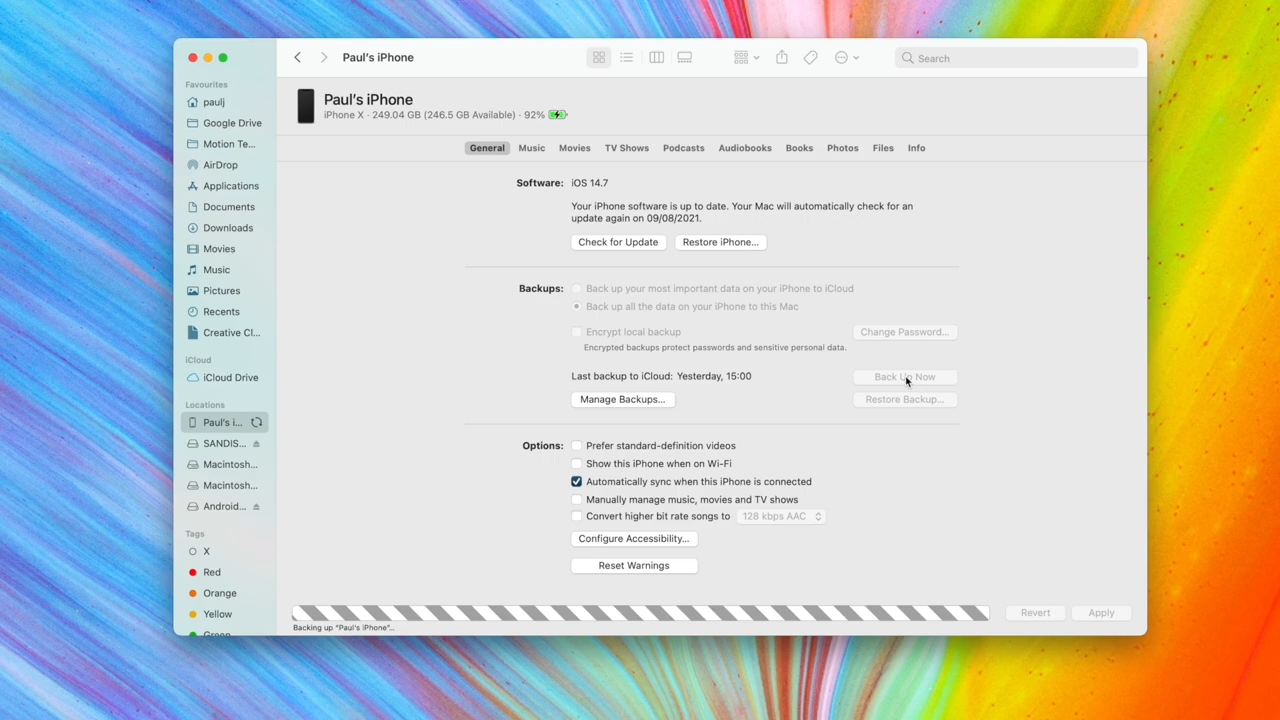 Paul's iPhone
Search
Favourites
paulj
Google Drive
Motion Te...
AirDrop
Applications
Documents
Downloads
Movies
Music
Pictures
Recents
Creative Cl...
iCloud
iCloud Drive
Locations
Paul's i...
SANDIS...
Macintosh...
Macintosh...
Android...
Tags
X
Red
Orange
Yellow
Green
Paul's iPhone
iPhone X · 249.04 GB (246.5 GB Available) · 92%
General Music Movies TV Shows Podcasts Audiobooks Books Photos Files Info
Software: iOS 14.7
Your iPhone software is up to date. Your Mac will automatically check for an
update again on 09/08/2021.
Check for Update Restore iPhone...
Backups: Back up your most important data on your iPhone to iCloud
Back up all the data on your iPhone to this Mac
Encrypt local backup Change Password...
Encrypted backups protect passwords and sensitive personal data.
Last backup to iCloud: Yesterday, 15:00 Back Up Now
Manage Backups... Restore Backup...
Options: Prefer standard-definition videos
Show this iPhone when on Wi-Fi
Automatically sync when this iPhone is connected
Manually manage music, movies and TV shows
Convert higher bit rate songs to 128 kbps AAC
Configure Accessibility...
Reset Warnings
Revert Apply
Backing up "Paul's iPhone"...